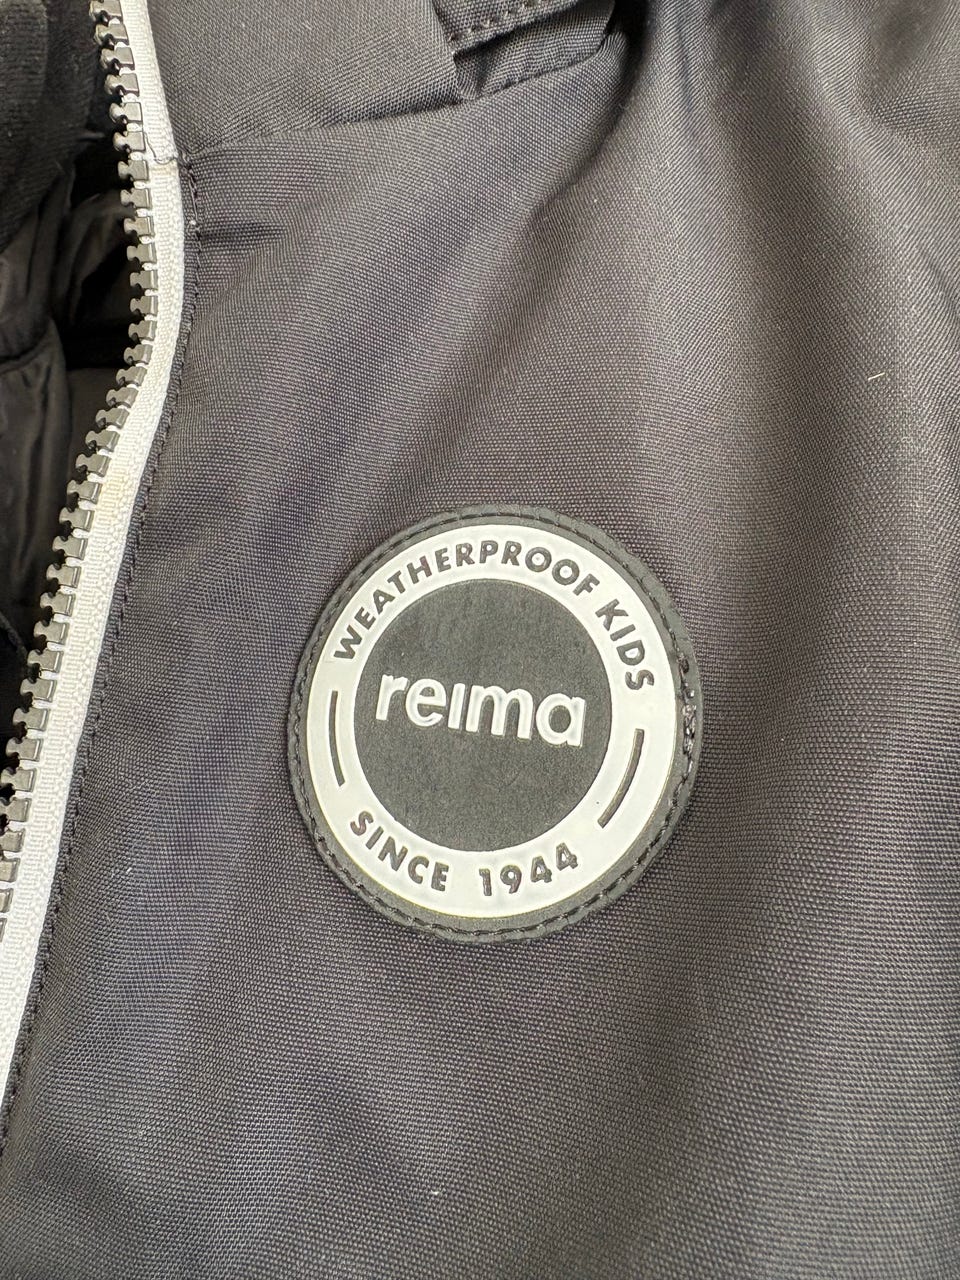 WEATHERPROOF KIDS
reima
SINCE 1944